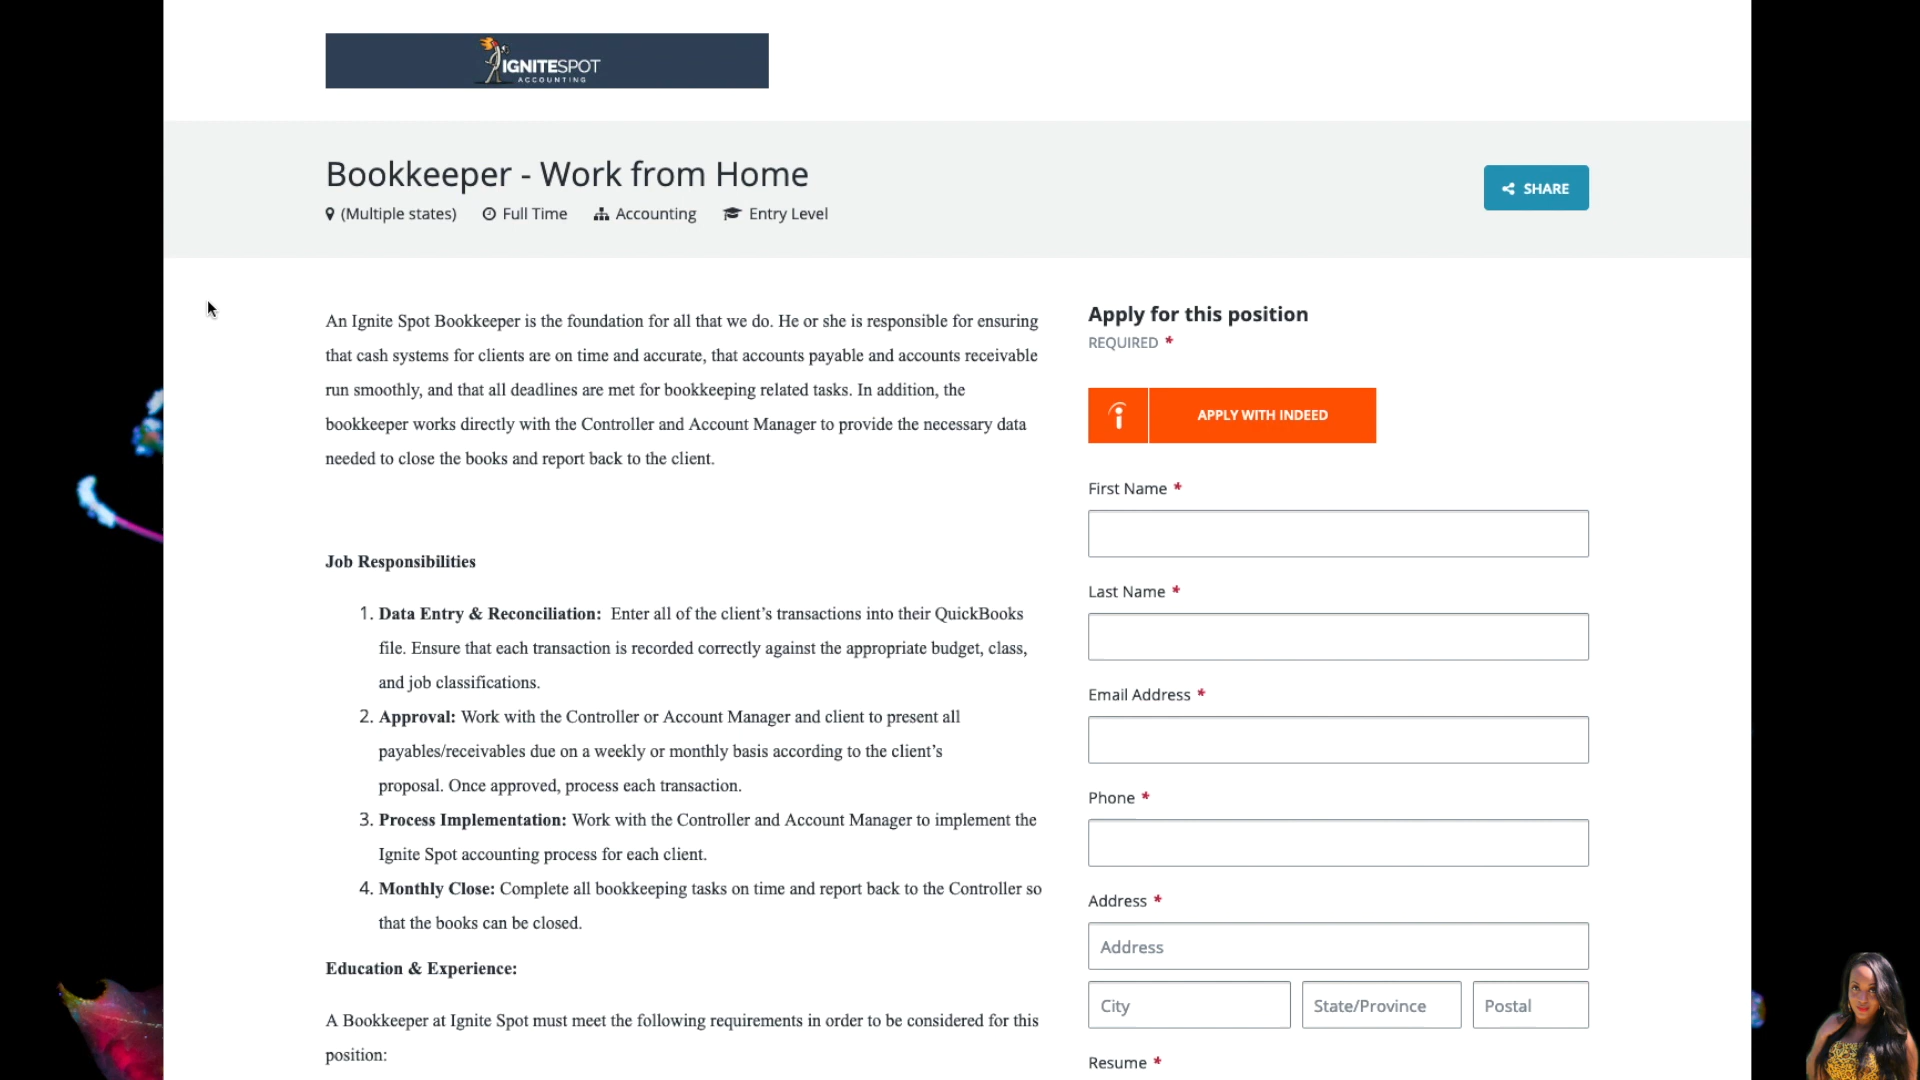 IGNITESPOT
ACCOUNTING
Bookkeeper - Work from Home
(Multiple states) Full Time Accounting Entry Level
SHARE
An Ignite Spot Bookkeeper is the foundation for all that we do. He or she is responsible for ensuring
that cash systems for clients are on time and accurate, that accounts payable and accounts receivable
run smoothly, and that all deadlines are met for bookkeeping related tasks. In addition, the
bookkeeper works directly with the Controller and Account Manager to provide the necessary data
needed to close the books and report back to the client.
Job Responsibilities
1. Data Entry & Reconciliation: Enter all of the client’s transactions into their QuickBooks
file. Ensure that each transaction is recorded correctly against the appropriate budget, class,
and job classifications.
2. Approval: Work with the Controller or Account Manager and client to present all
payables/receivables due on a weekly or monthly basis according to the client’s
proposal. Once approved, process each transaction.
3. Process Implementation: Work with the Controller and Account Manager to implement the
Ignite Spot accounting process for each client.
4. Monthly Close: Complete all bookkeeping tasks on time and report back to the Controller so
that the books can be closed.
Education & Experience:
A Bookkeeper at Ignite Spot must meet the following requirements in order to be considered for this
position:
Apply for this position
REQUIRED *
APPLY WITH INDEED
First Name *
Last Name *
Email Address *
Phone *
Address *
Address
City State/Province Postal
Resume *